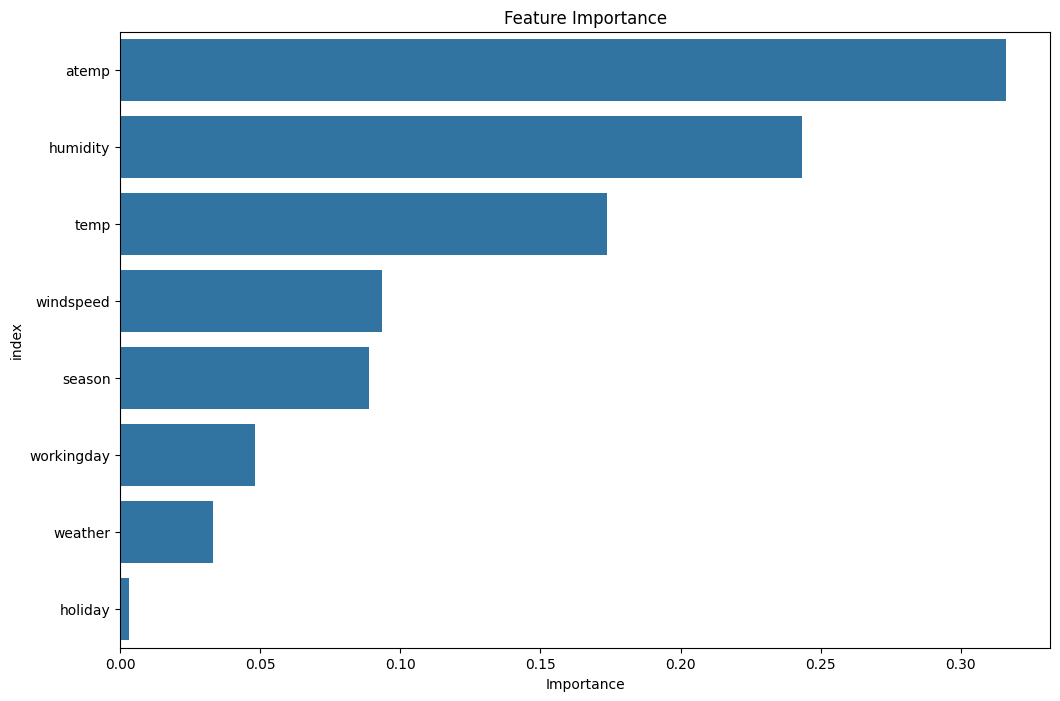 Feature Importance
atemp
humidity
temp
windspeed
index
season
workingday
weather
holiday
0.00 0.05 0.10 0.15 0.20 0.25 0.30
Importance